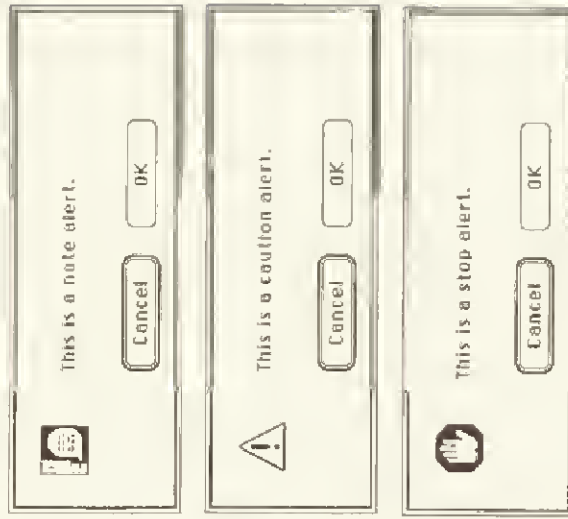 This is a note alert.
Cancel
OK
This is a caution alert.
Cancel
OK
This is a stop alert.
Cancel
OK